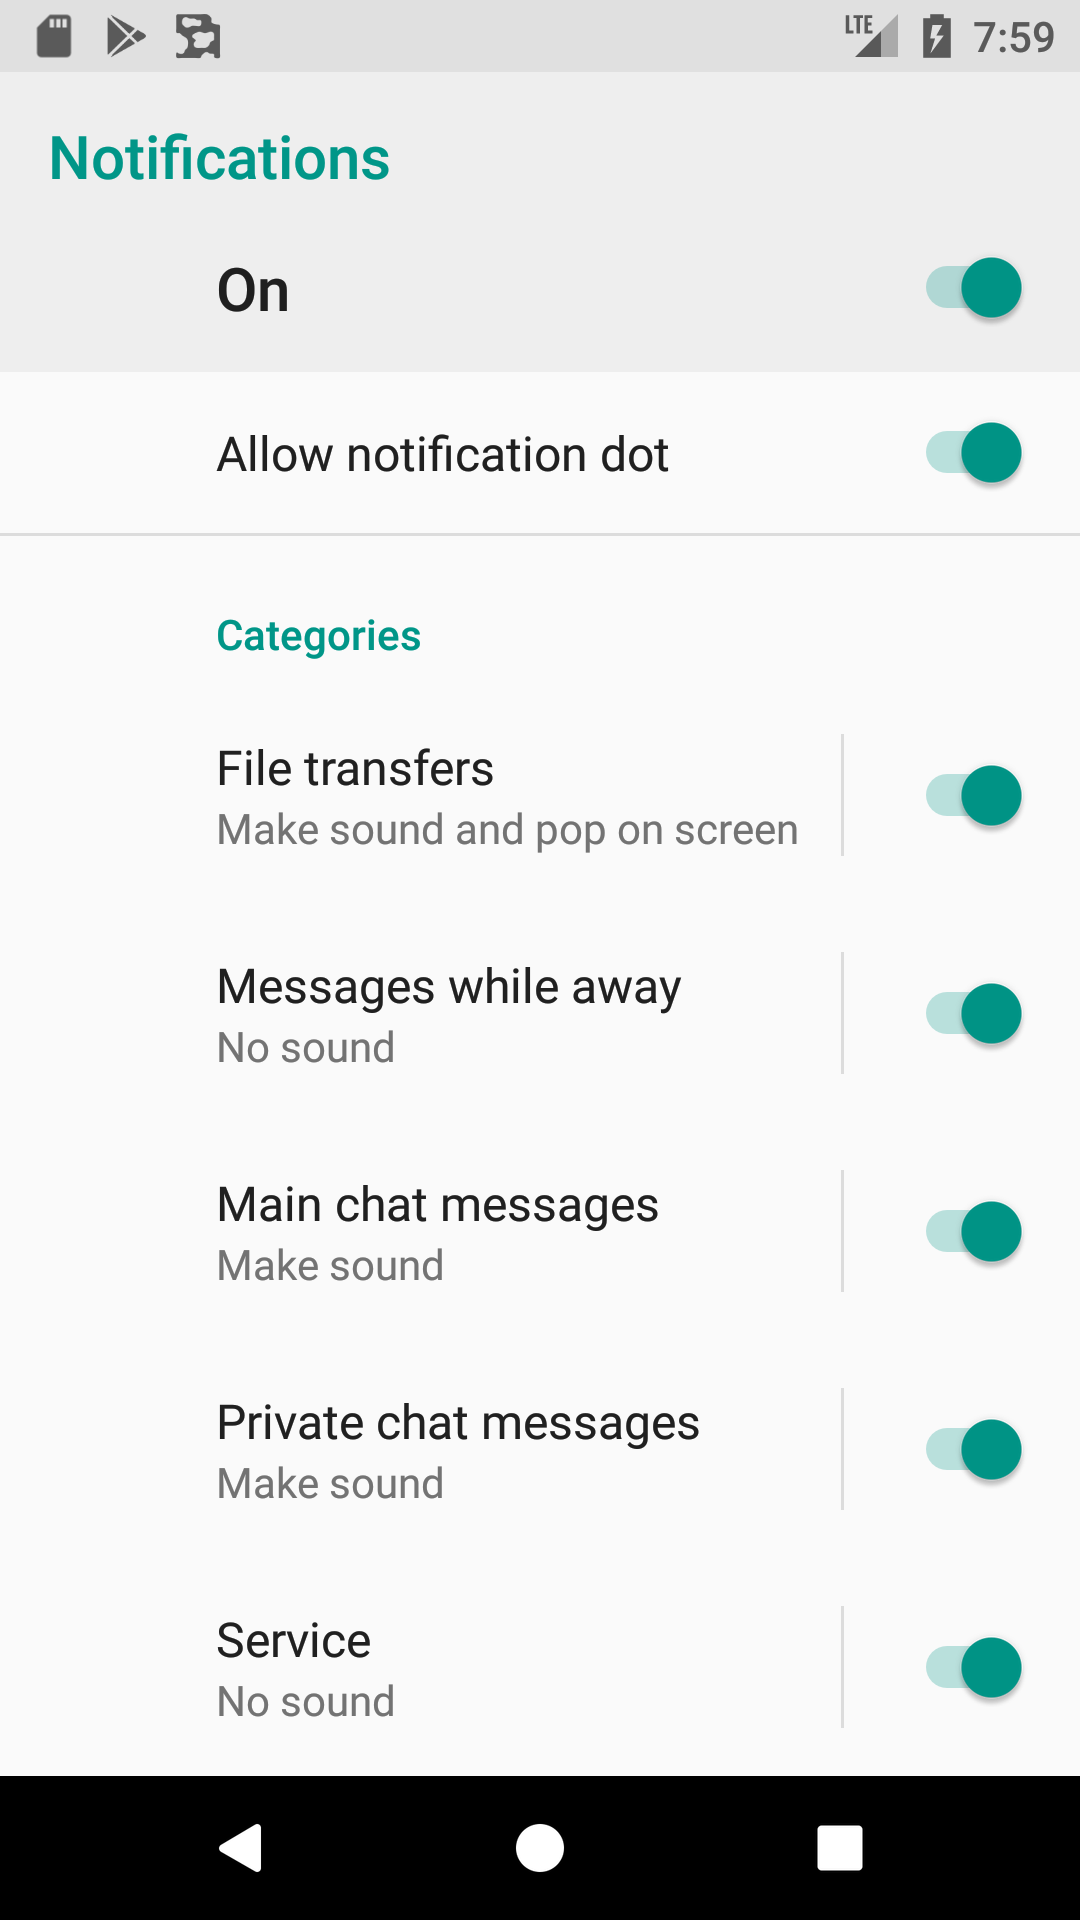 LTE 7:59
Notifications
On
Allow notification dot
Categories
File transfers
Make sound and pop on screen
Messages while away
No sound
Main chat messages
Make sound
Private chat messages
Make sound
Service
No sound